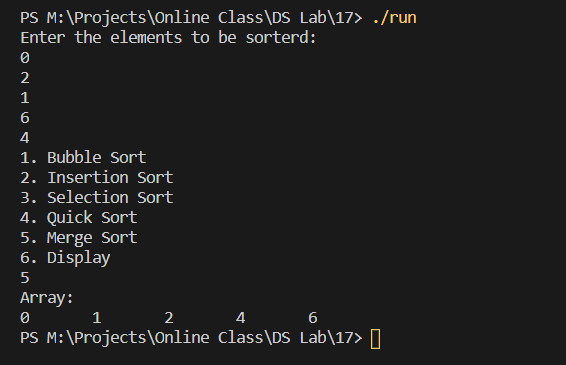 PS M:\Projects\Online Class\DS Lab\17> ./run
Enter the elements to be sorterd:
0
2
1
6
4
1. Bubble Sort
2. Insertion Sort
3. Selection Sort
4. Quick Sort
5. Merge Sort
6. Display
5
Array:
0 1 2 4 6
PS M:\Projects\Online Class\DS Lab\17>